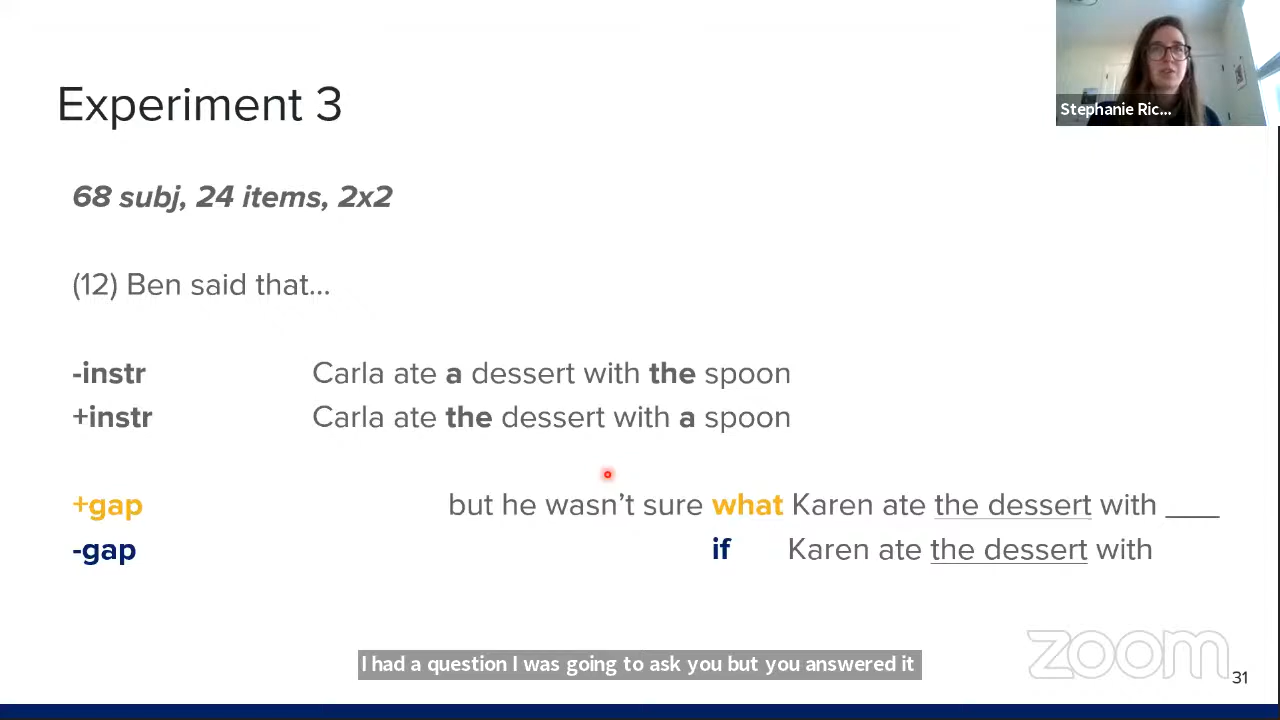 Experiment 3
Stephanie Ric...
68 subj, 24 items, 2x2
(12) Ben said that...
-instr Carla ate a dessert with the spoon
+instr Carla ate the dessert with a spoon
+gap but he wasn't sure what Karen ate the dessert with ____
-gap if Karen ate the dessert with
zoom
I had a question I was going to ask you but you answered it
31